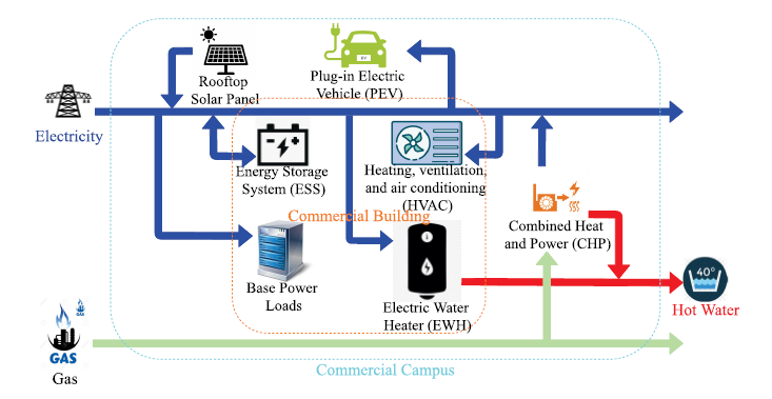 Rooftop
Solar Panel
Plug-in Electric
Vehicle (PEV)
EV
Electricity
Energy Storage
System (ESS)
Heating, ventilation,
and air conditioning
(HVAC)
Commercial Building
Combined Heat
and Power (CHP)
Base Power
Loads
Electric Water
Heater (EWH)
40°
Hot Water
GAS
GAS
Gas
Commercial Campus